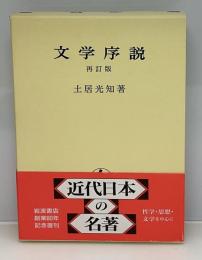 文学序説
再訂版
土居光知著
近代日本
の
名著
岩波書店
創業80年
記念復刊
哲学・思想・
文学を中心に